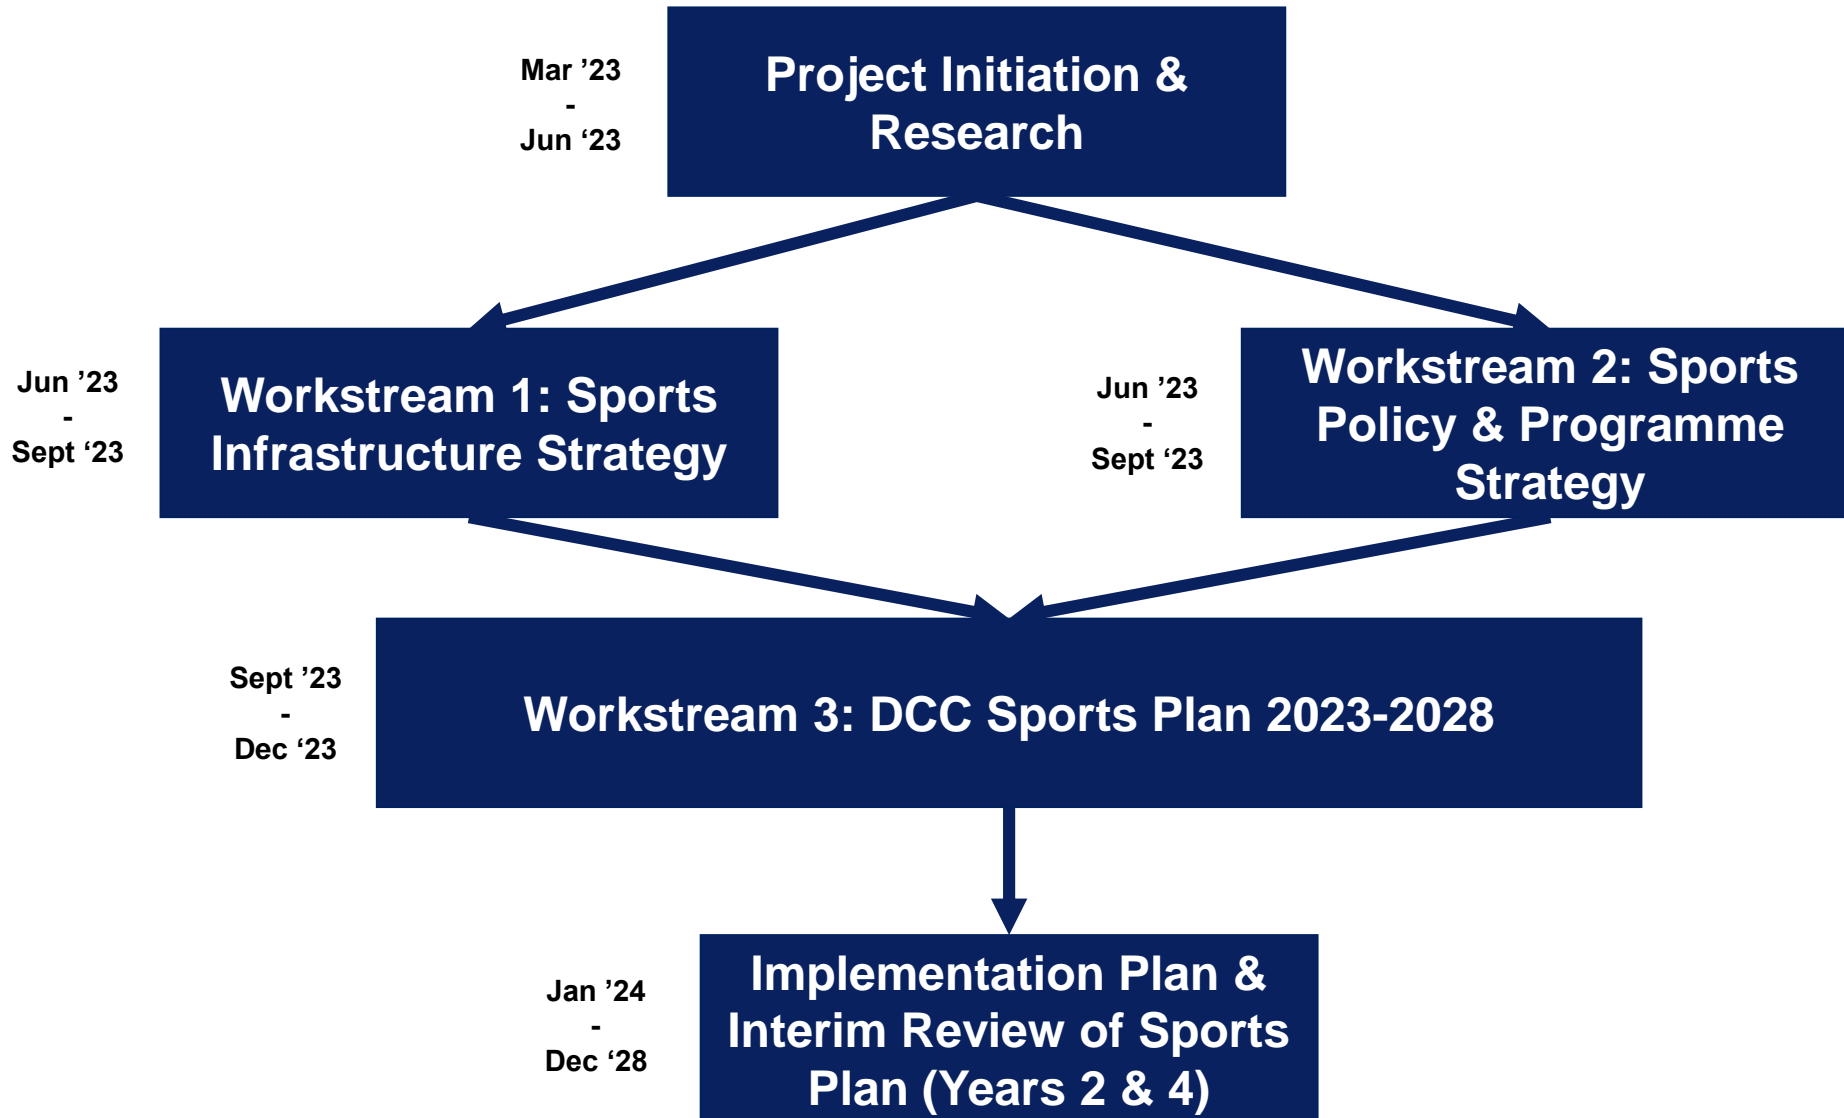 Mar ’23
-
Jun ‘23
Project Initiation &
Research
Jun ’23
-
Sept ‘23
Workstream 1: Sports
Infrastructure Strategy
Jun ’23
-
Sept ‘23
Workstream 2: Sports
Policy & Programme
Strategy
Sept ’23
-
Dec ‘23
Workstream 3: DCC Sports Plan 2023-2028
Jan ’24
-
Dec ‘28
Implementation Plan &
Interim Review of Sports
Plan (Years 2 & 4)